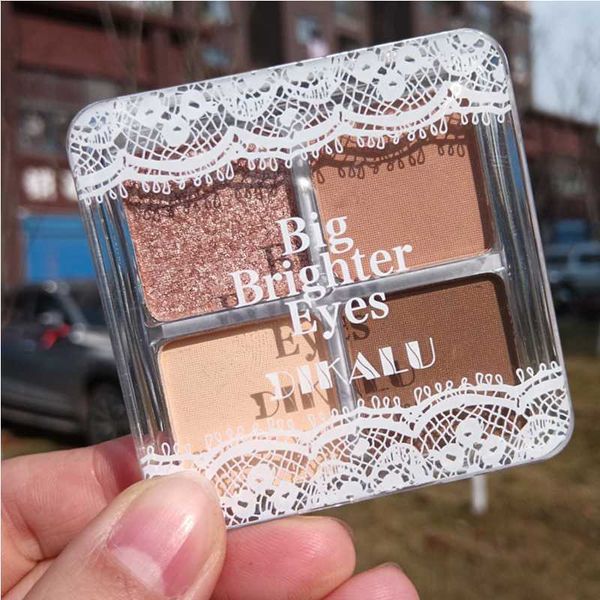 Big
Brighter
Eyes
DIKALU